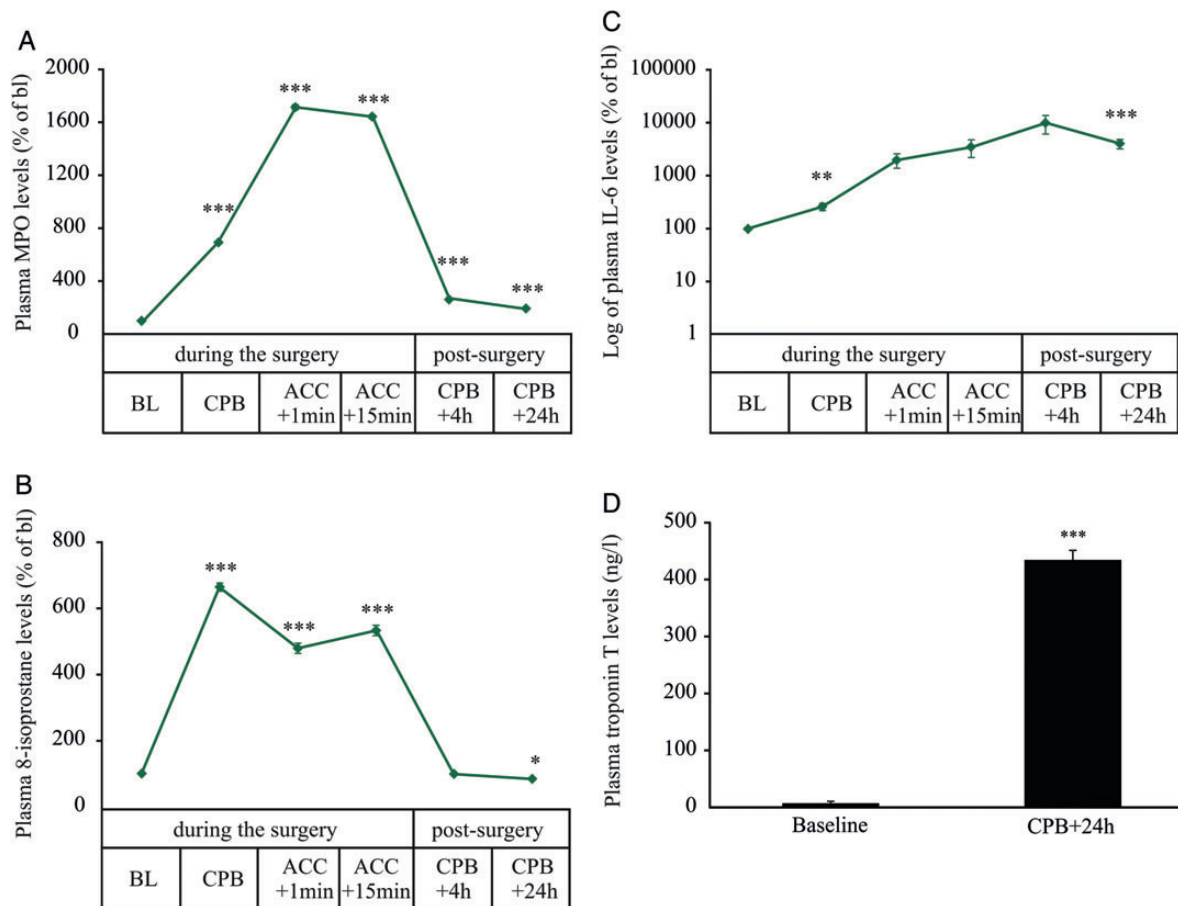 A
Plasma MPO levels (% of bl)
2000
1600
1200
800
400
0
***
***
***
***
***
during the surgery post-surgery
BL CPB ACC +1min ACC +15min CPB +4h CPB +24h
B
Plasma 8-isoprostane levels (% of bl)
800
600
400
200
0
***
***
***
*
during the surgery post-surgery
BL CPB ACC +1min ACC +15min CPB +4h CPB +24h
C
Log of plasma IL-6 levels (% of bl)
100000
10000
1000
100
10
1
**
***
during the surgery post-surgery
BL CPB ACC +1min ACC +15min CPB +4h CPB +24h
D
Plasma troponin T levels (ng/l)
500
400
300
200
100
0
***
Baseline CPB+24h